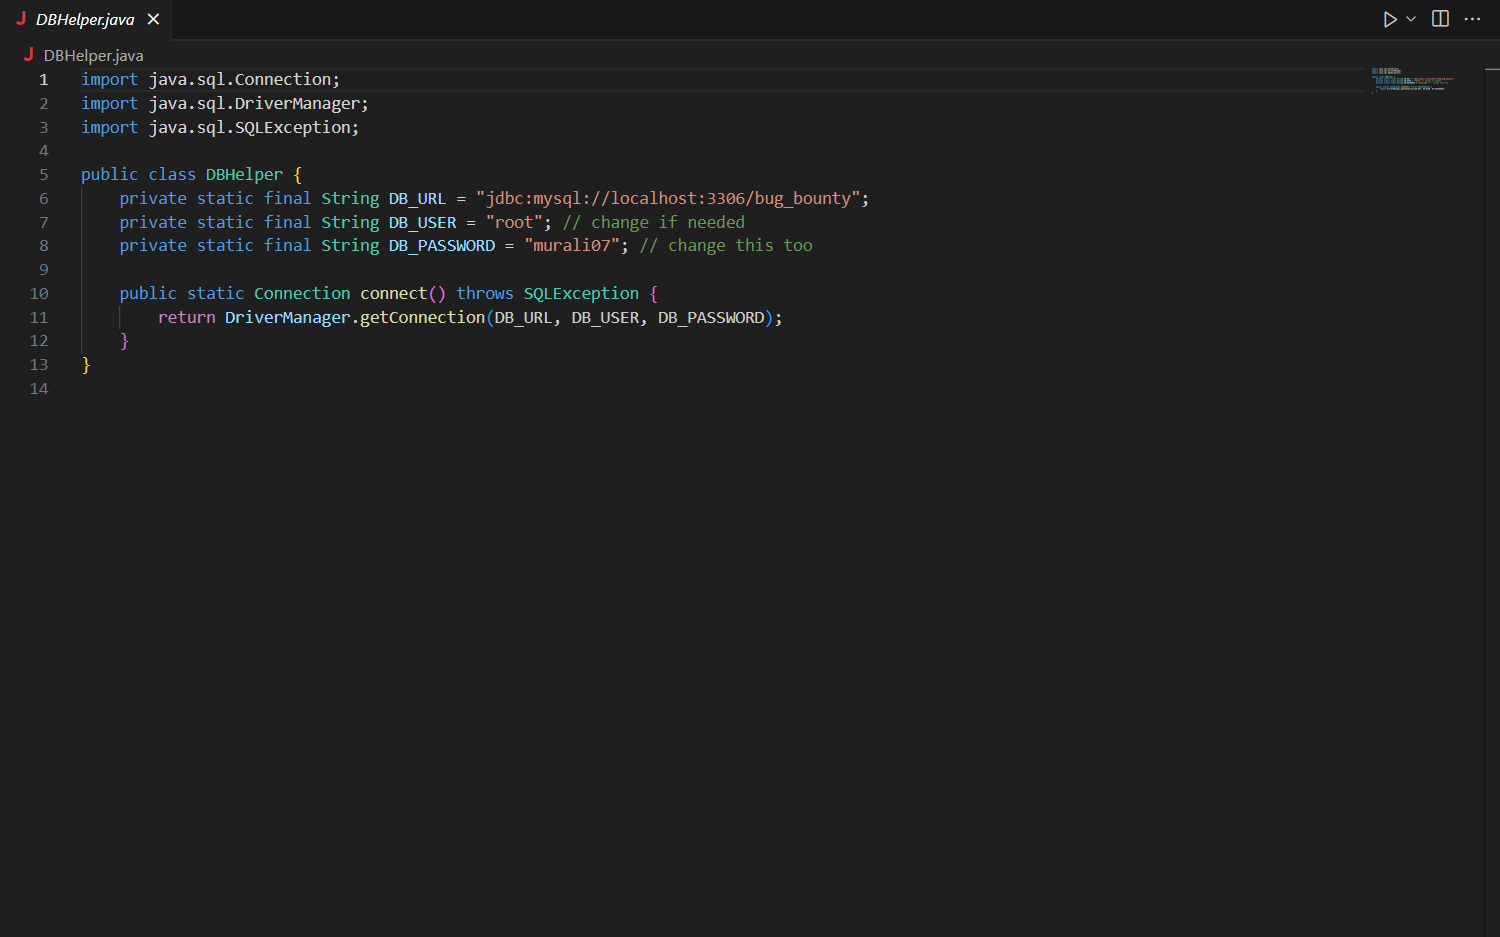 DBHelper.java
DBHelper.java
1 import java.sql.Connection;
2 import java.sql.DriverManager;
3 import java.sql.SQLException;
4
5 public class DBHelper {
6     private static final String DB_URL = "jdbc:mysql://localhost:3306/bug_bounty";
7     private static final String DB_USER = "root"; // change if needed
8     private static final String DB_PASSWORD = "murali07"; // change this too
9
10     public static Connection connect() throws SQLException {
11         return DriverManager.getConnection(DB_URL, DB_USER, DB_PASSWORD);
12     }
13 }
14